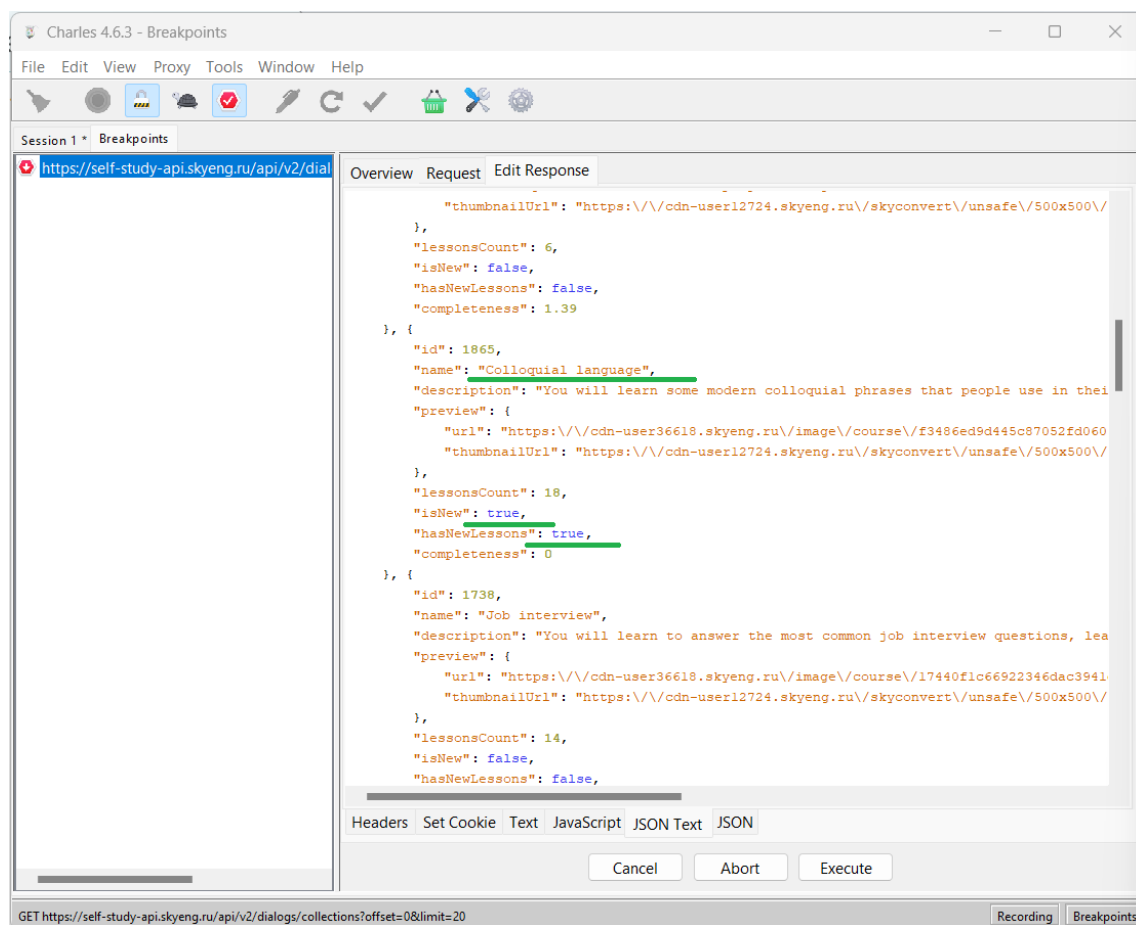 Charles 4.6.3 - Breakpoints
File Edit View Proxy Tools Window Help
Session 1 * Breakpoints
https://self-study-api.skyeng.ru/api/v2/dial
Overview Request Edit Response
"thumbnailUrl": "https:\/\/cdn-user12724.skyeng.ru\/skyconvert\/unsafe\/500x500\/
},
"lessonsCount": 6,
"isNew": false,
"hasNewLessons": false,
"completeness": 1.39
}, {
"id": 1865,
"name": "Colloquial language",
"description": "You will learn some modern colloquial phrases that people use in thei
"preview": {
"url": "https:\/\/cdn-user36618.skyeng.ru\/image\/course\/f3486ed9d445c87052fd060
"thumbnailUrl": "https:\/\/cdn-user12724.skyeng.ru\/skyconvert\/unsafe\/500x500\/
},
"lessonsCount": 18,
"isNew": true,
"hasNewLessons": true,
"completeness": 0
}, {
"id": 1738,
"name": "Job interview",
"description": "You will learn to answer the most common job interview questions, lea
"preview": {
"url": "https:\/\/cdn-user36618.skyeng.ru\/image\/course\/17440f1c66922346dac3941
"thumbnailUrl": "https:\/\/cdn-user12724.skyeng.ru\/skyconvert\/unsafe\/500x500\/
},
"lessonsCount": 14,
"isNew": false,
"hasNewLessons": false,
Headers Set Cookie Text JavaScript JSON Text JSON
Cancel Abort Execute
GET https://self-study-api.skyeng.ru/api/v2/dialogs/collections?offset=0&limit=20 Recording Breakpoints